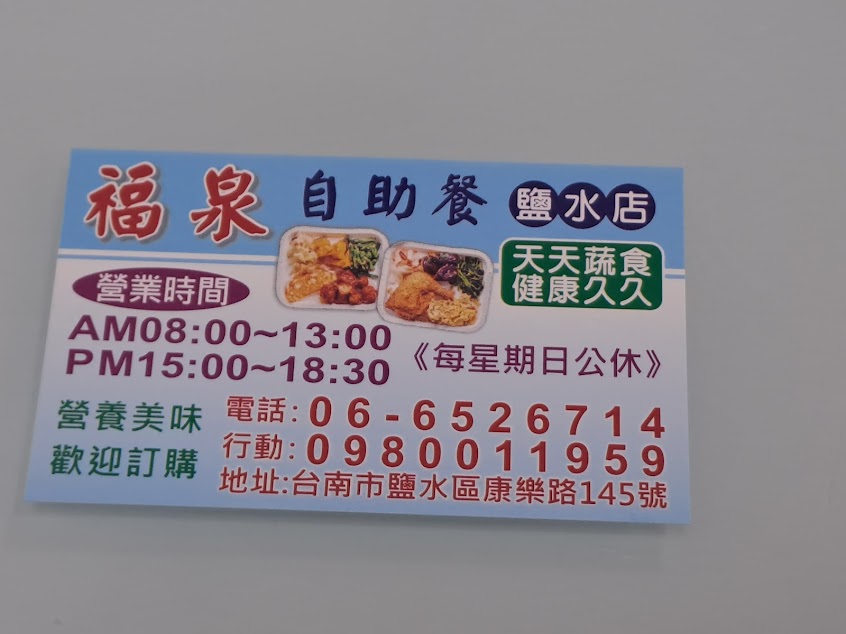 福泉 自助餐 鹽水店
天天蔬食
健康久久
營業時間
AM08:00~13:00
PM15:00~18:30
《每星期日公休》
營養美味
歡迎訂購
電話:06-6526714
行動:0980011959
地址:台南市鹽水區康樂路145號